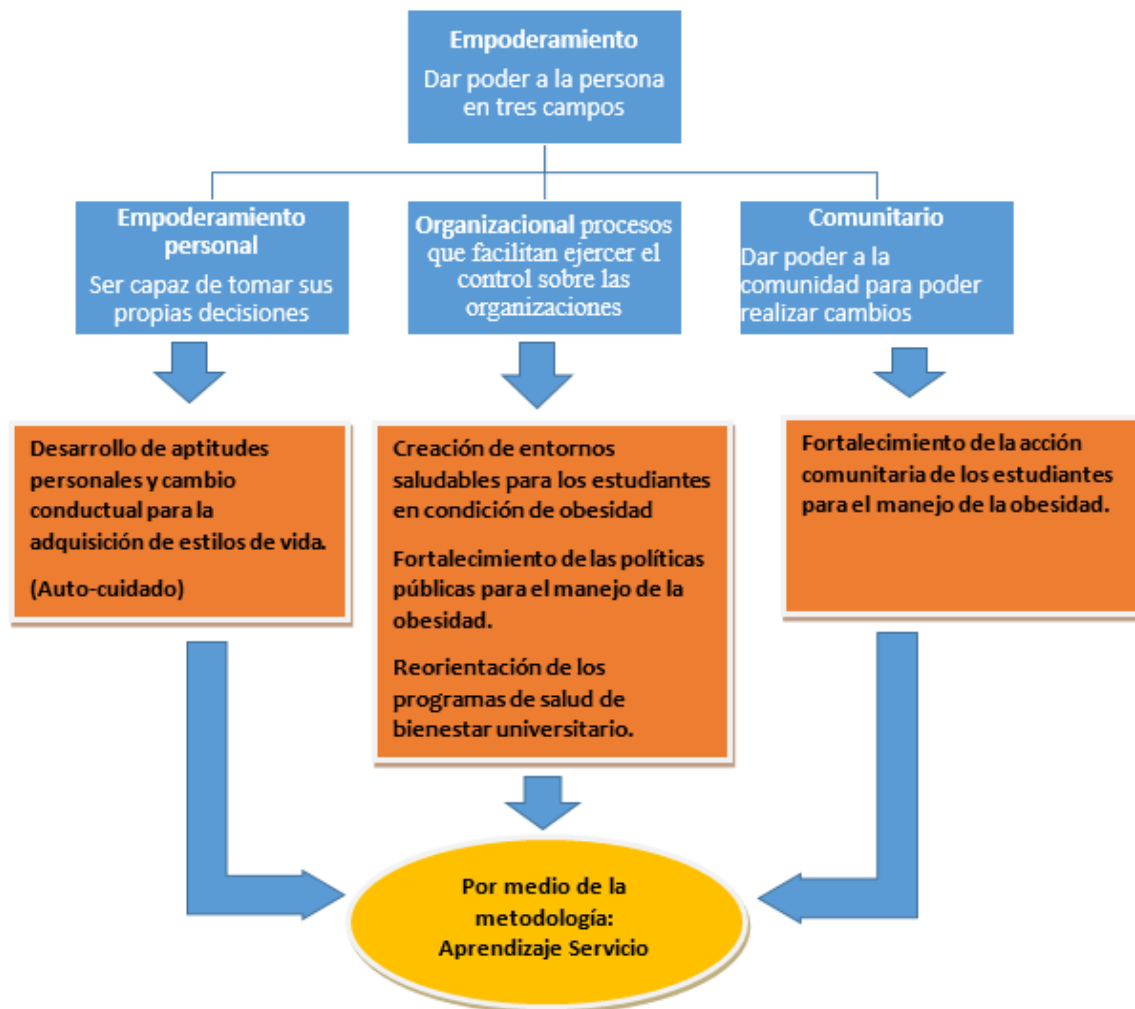 Empoderamiento
Dar poder a la persona
en tres campos
Empoderamiento
personal
Ser capaz de tomar sus
propias decisiones
Organizacional procesos
que facilitan ejercer el
control sobre las
organizaciones
Comunitario
Dar poder a la
comunidad para poder
realizar cambios
Desarrollo de aptitudes
personales y cambio
conductual para la
adquisición de estilos de vida.
(Auto-cuidado)
Creación de entornos
saludables para los estudiantes
en condición de obesidad
Fortalecimiento de las políticas
públicas para el manejo de la
obesidad.
Reorientación de los
programas de salud de
bienestar universitario.
Fortalecimiento de la acción
comunitaria de los estudiantes
para el manejo de la obesidad.
Por medio de la
metodología:
Aprendizaje Servicio